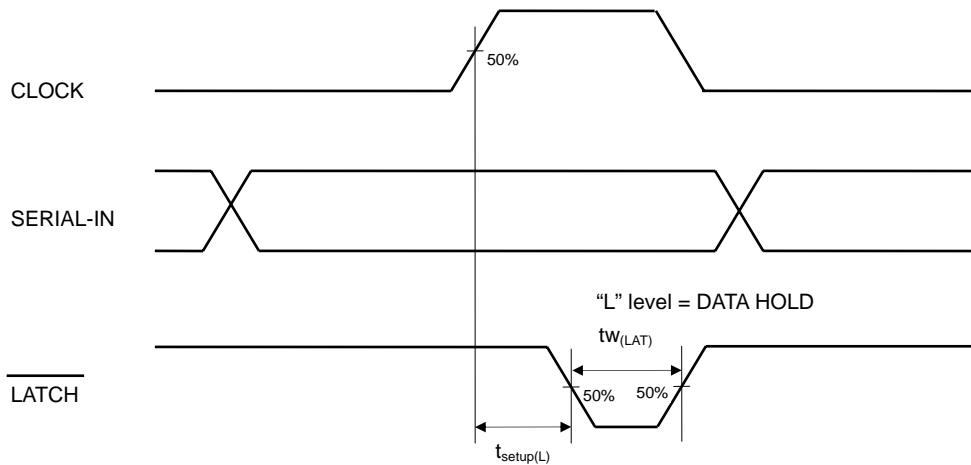 50%
CLOCK
SERIAL-IN
“L” level = DATA HOLD
tw(LAT)
LATCH
50%
50%
tsetup(L)